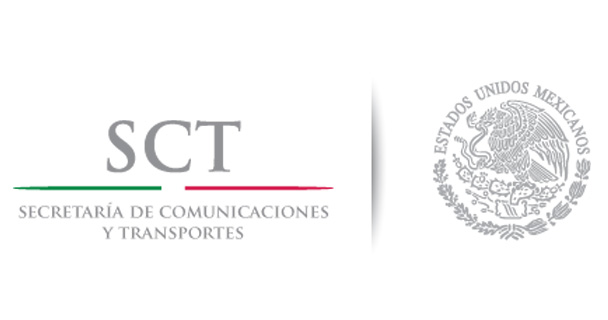 SCT
SECRETARÍA DE COMUNICACIONES
Y TRANSPORTES
ESTADOS UNIDOS MEXICANOS